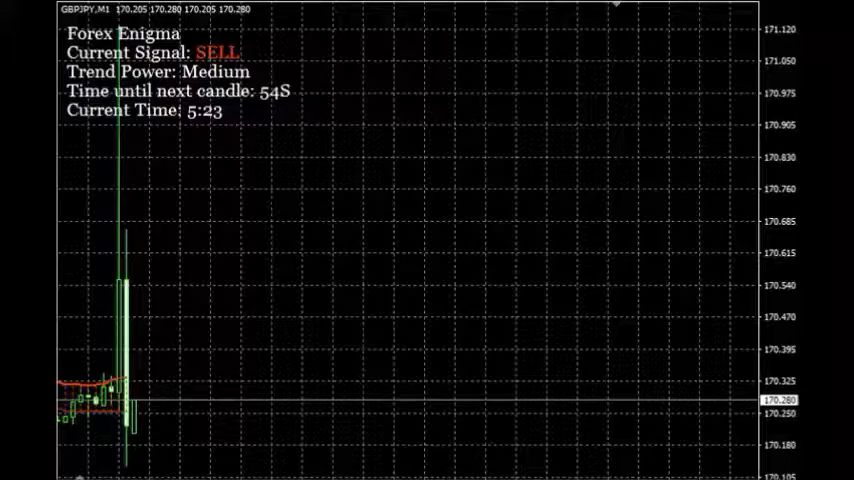 GBPJPY,M1 170.205 170.280 170.205 170.280
Forex Enigma
Current Signal: SELL
Trend Power: Medium
Time until next candle: 54S
Current Time: 5:23
171.120
171.050
170.975
170.905
170.830
170.760
170.685
170.615
170.540
170.470
170.395
170.325
170.280
170.250
170.180
170.105